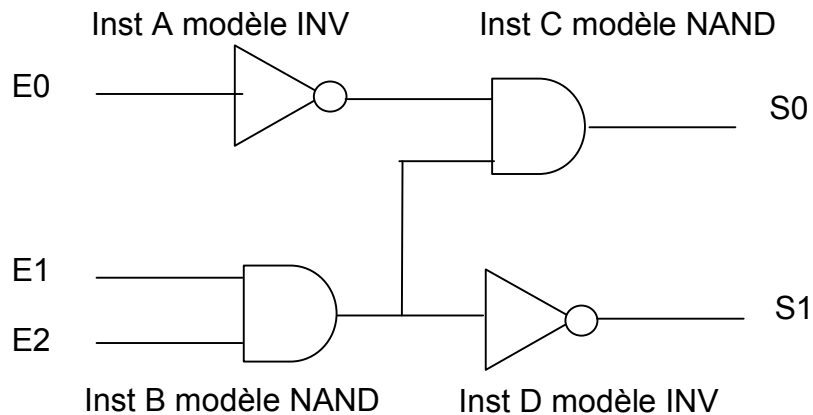 Inst A modèle INV
Inst C modèle NAND
E0
S0
E1
S1
E2
Inst B modèle NAND
Inst D modèle INV